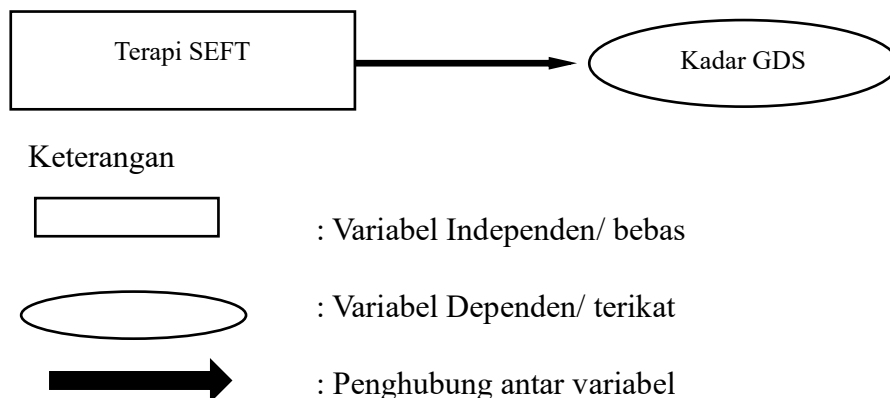 Terapi SEFT
Kadar GDS
Keterangan
: Variabel Independen/ bebas
: Variabel Dependen/ terikat
: Penghubung antar variabel